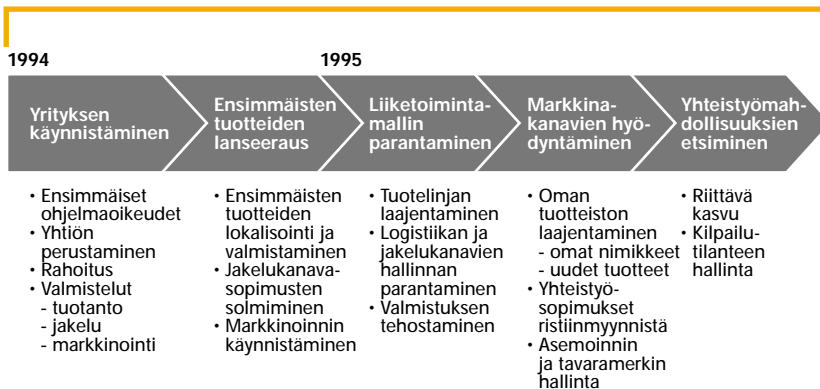 1994
1995
Yrityksen
käynnistäminen
Ensimmäisten
tuotteiden
lanseeraus
Liiketoiminta-
mallin
parantaminen
Markkina-
kanavien hyö-
dyntäminen
Yhteistyömah-
dollisuuksien
etsiminen
• Ensimmäiset
ohjelmaoikeudet
• Yhtiön
perustaminen
• Rahoitus
• Valmistelut
- tuotanto
- jakelu
- markkinointi
• Ensimmäisten
tuotteiden
lokalisointi ja
valmistaminen
• Jakelukanava-
sopimusten
solmiminen
• Markkinoinnin
käynnistäminen
• Tuotelinjan
laajentaminen
• Logistiikan ja
jakelukanavien
hallinnan
parantaminen
• Valmistuksen
tehostaminen
• Oman
tuotteiston
laajentaminen
- omat nimikkeet
- uudet tuotteet
• Yhteistyö-
sopimukset
ristiinmyynnistä
• Asemoinnin
ja tavaramerkin
hallinta
• Riittävä
kasvu
• Kilpailu-
tilanteen
hallinta